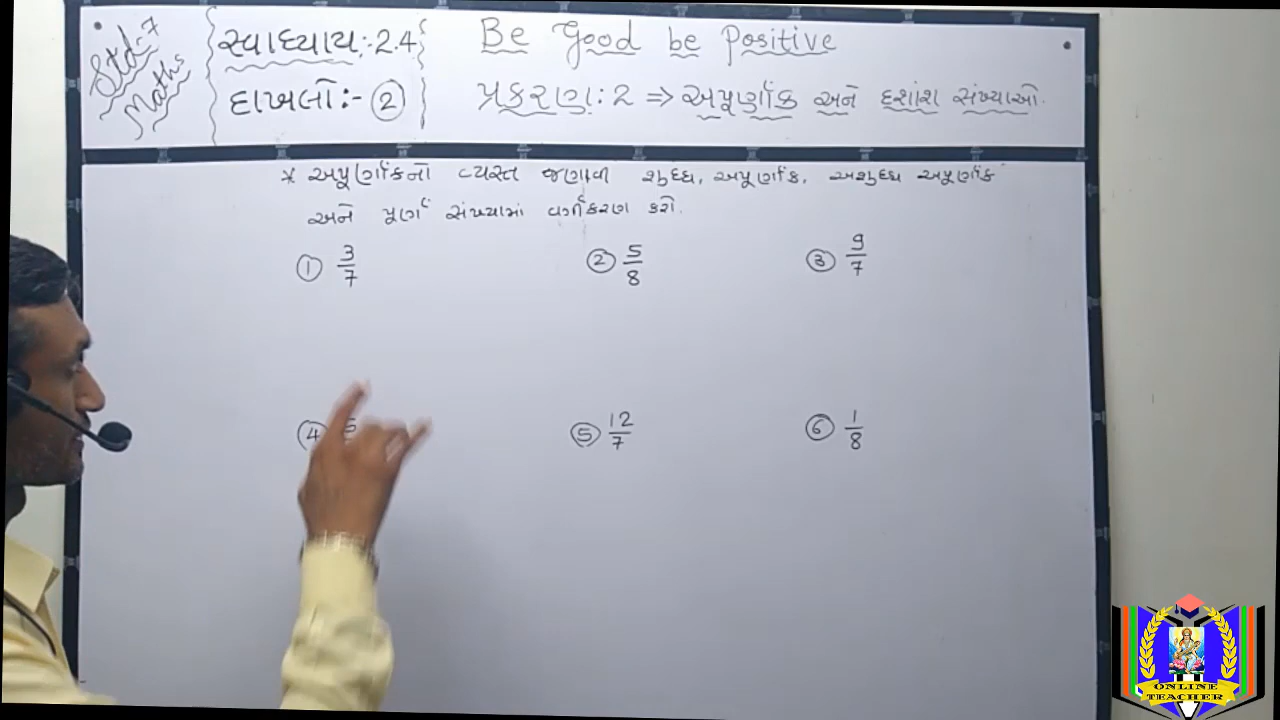 Std-7
Maths
સ્વાધ્યાય:-2.4
દાખલો:- ②
Be Good be Positive
પ્રકરણ:2 ⇒ અપૂર્ણાંક અને દશાંશ સંખ્યાઓ.
* અપૂર્ણાંકનો વ્યસ્ત જણાવી શુદ્ધ, અપૂર્ણાંક, અશુદ્ધ અપૂર્ણાંક
અને પૂર્ણ સંખ્યામાં વર્ગીકરણ કરો.
① 3/7 ② 5/8 ③ 9/7
④ ⑤ 12/7 ⑥ 1/8
ONLINE
TEACHER